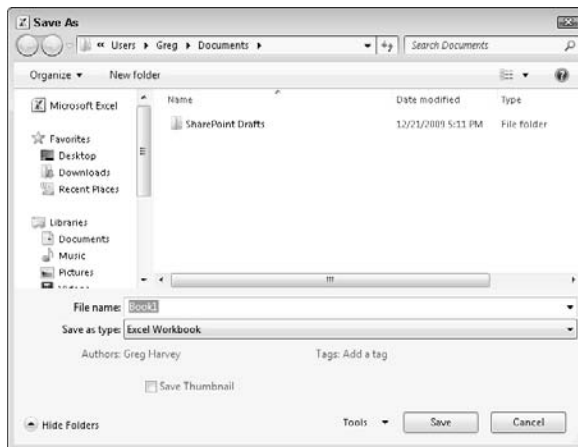 Save As
« Users ▸ Greg ▸ Documents ▸
Search Documents
Organize ▾ New folder
Microsoft Excel
Favorites
Desktop
Downloads
Recent Places
Libraries
Documents
Music
Pictures
Name Date modified Type
SharePoint Drafts 12/21/2009 5:11 PM File folder
File name: Book1
Save as type: Excel Workbook
Authors: Greg Harvey Tags: Add a tag
Save Thumbnail
Hide Folders Tools Save Cancel